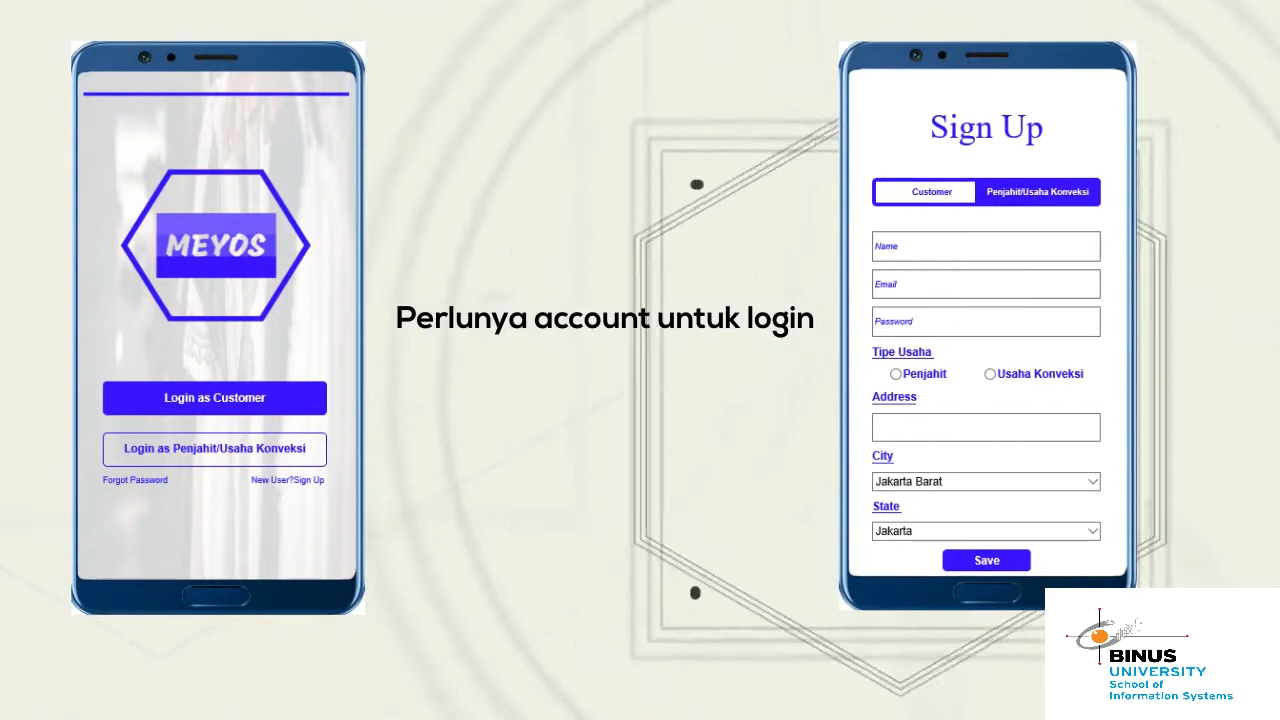 MEYOS
Login as Customer
Login as Penjahit/Usaha Konveksi
Forgot Password
New User?Sign Up
Perlunya account untuk login
Sign Up
Customer
Penjahit/Usaha Konveksi
Name
Email
Password
Tipe Usaha
Penjahit
Usaha Konveksi
Address
City
Jakarta Barat
State
Jakarta
Save
BINUS
UNIVERSITY
School of
Information Systems